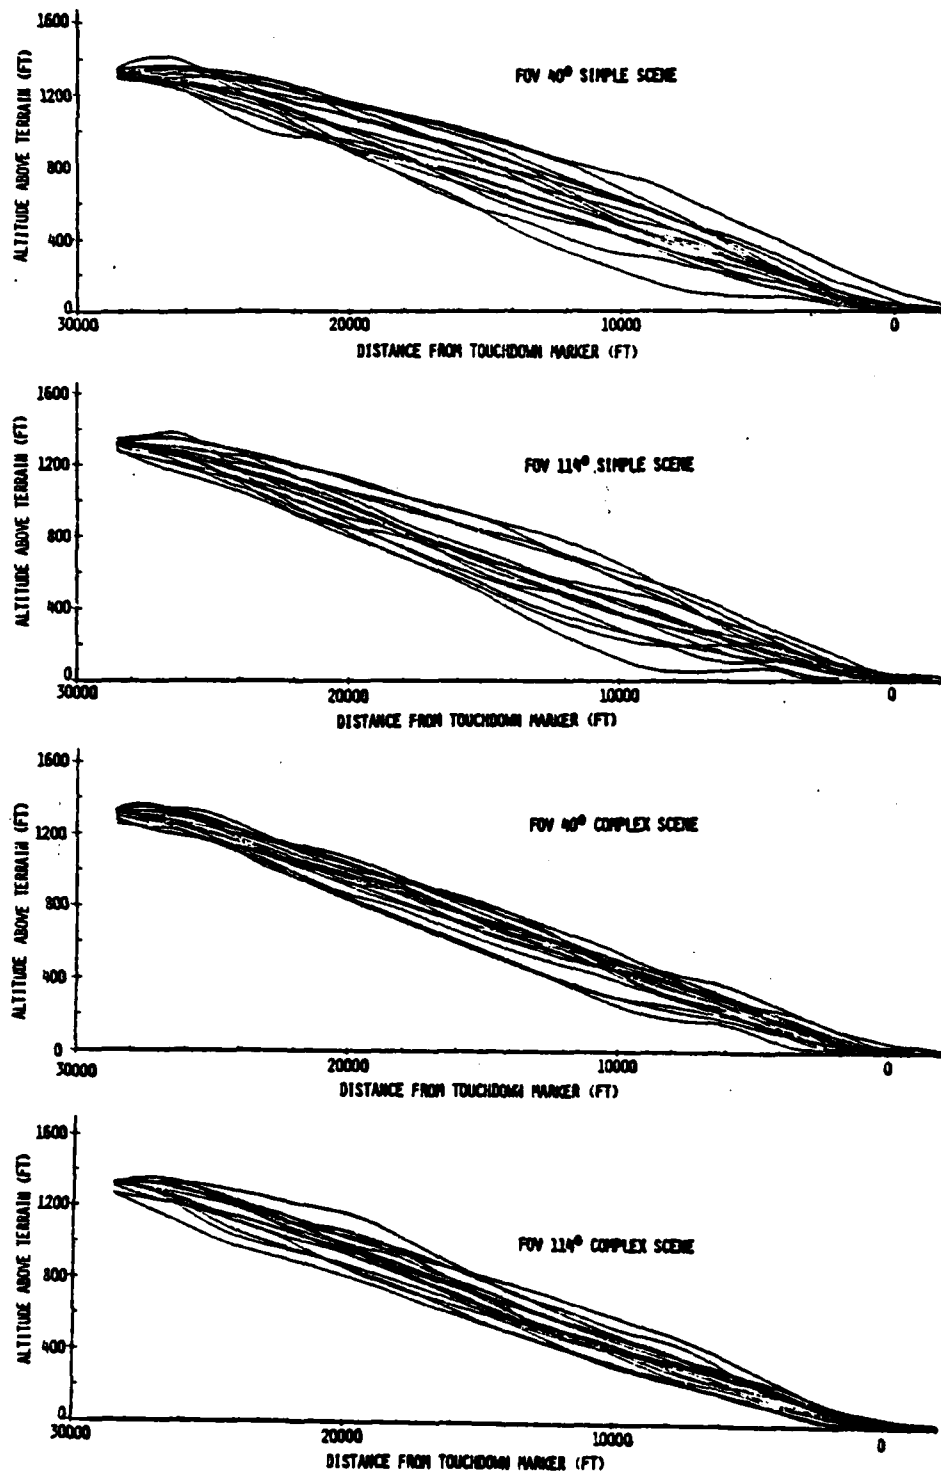 1600
FOV 40° SIMPLE SCENE
1200
800
400
0
ALTITUDE ABOVE TERRAIN (FT)
30000 20000 10000 0
DISTANCE FROM TOUCHDOWN MARKER (FT)
1600
FOV 114° SIMPLE SCENE
1200
800
400
0
ALTITUDE ABOVE TERRAIN (FT)
30000 20000 10000 0
DISTANCE FROM TOUCHDOWN MARKER (FT)
1600
FOV 40° COMPLEX SCENE
1200
800
400
0
ALTITUDE ABOVE TERRAIN (FT)
30000 20000 10000 0
DISTANCE FROM TOUCHDOWN MARKER (FT)
1600
1200
FOV 114° COMPLEX SCENE
800
400
0
ALTITUDE ABOVE TERRAIN (FT)
30000 20000 10000 0
DISTANCE FROM TOUCHDOWN MARKER (FT)